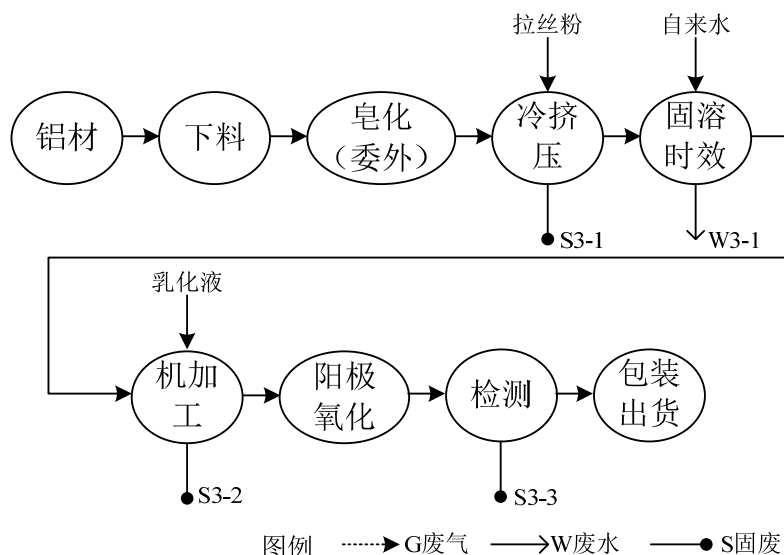 拉丝粉
自来水
铝材
下料
皂化
（委外）
冷挤
压
固溶
时效
S3-1
W3-1
乳化液
机加
工
阳极
氧化
检测
包装
出货
S3-2
S3-3
图例
G废气
W废水
S固废